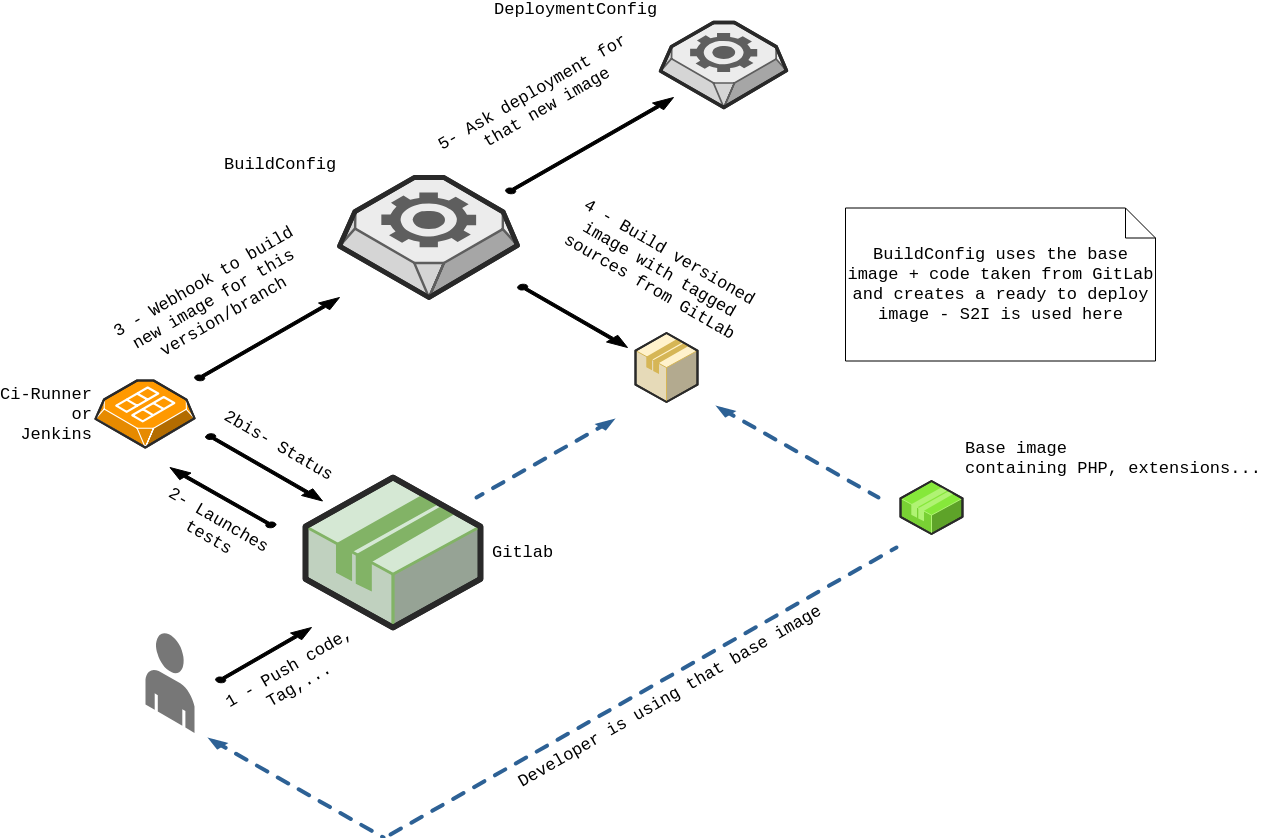 DeploymentConfig
5- Ask deployment for
that new image
BuildConfig
4 - Build versioned
image with tagged
sources from GitLab
BuildConfig uses the base
image + code taken from GitLab
and creates a ready to deploy
image - S2I is used here
3 - Webhook to build
new image for this
version/branch
Ci-Runner
or
Jenkins
2bis- Status
Base image
containing PHP, extensions...
2- Launches
tests
Gitlab
1 - Push code,
Tag,...
Developer is using that base image